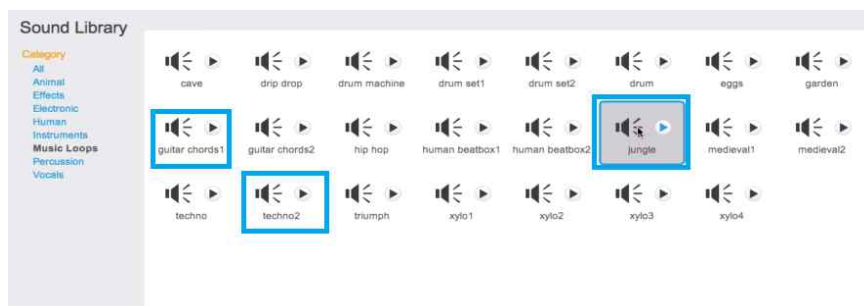 Sound Library
Category
All
Animal
Effects
Electronic
Human
Instruments
Music Loops
Percussion
Vocals
cave drip drop drum machine drum set1 drum set2 drum eggs garden
guitar chords1 guitar chords2 hip hop human beatbox1 human beatbox2 jungle medieval1 medieval2
techno techno2 triumph xylo1 xylo2 xylo3 xylo4